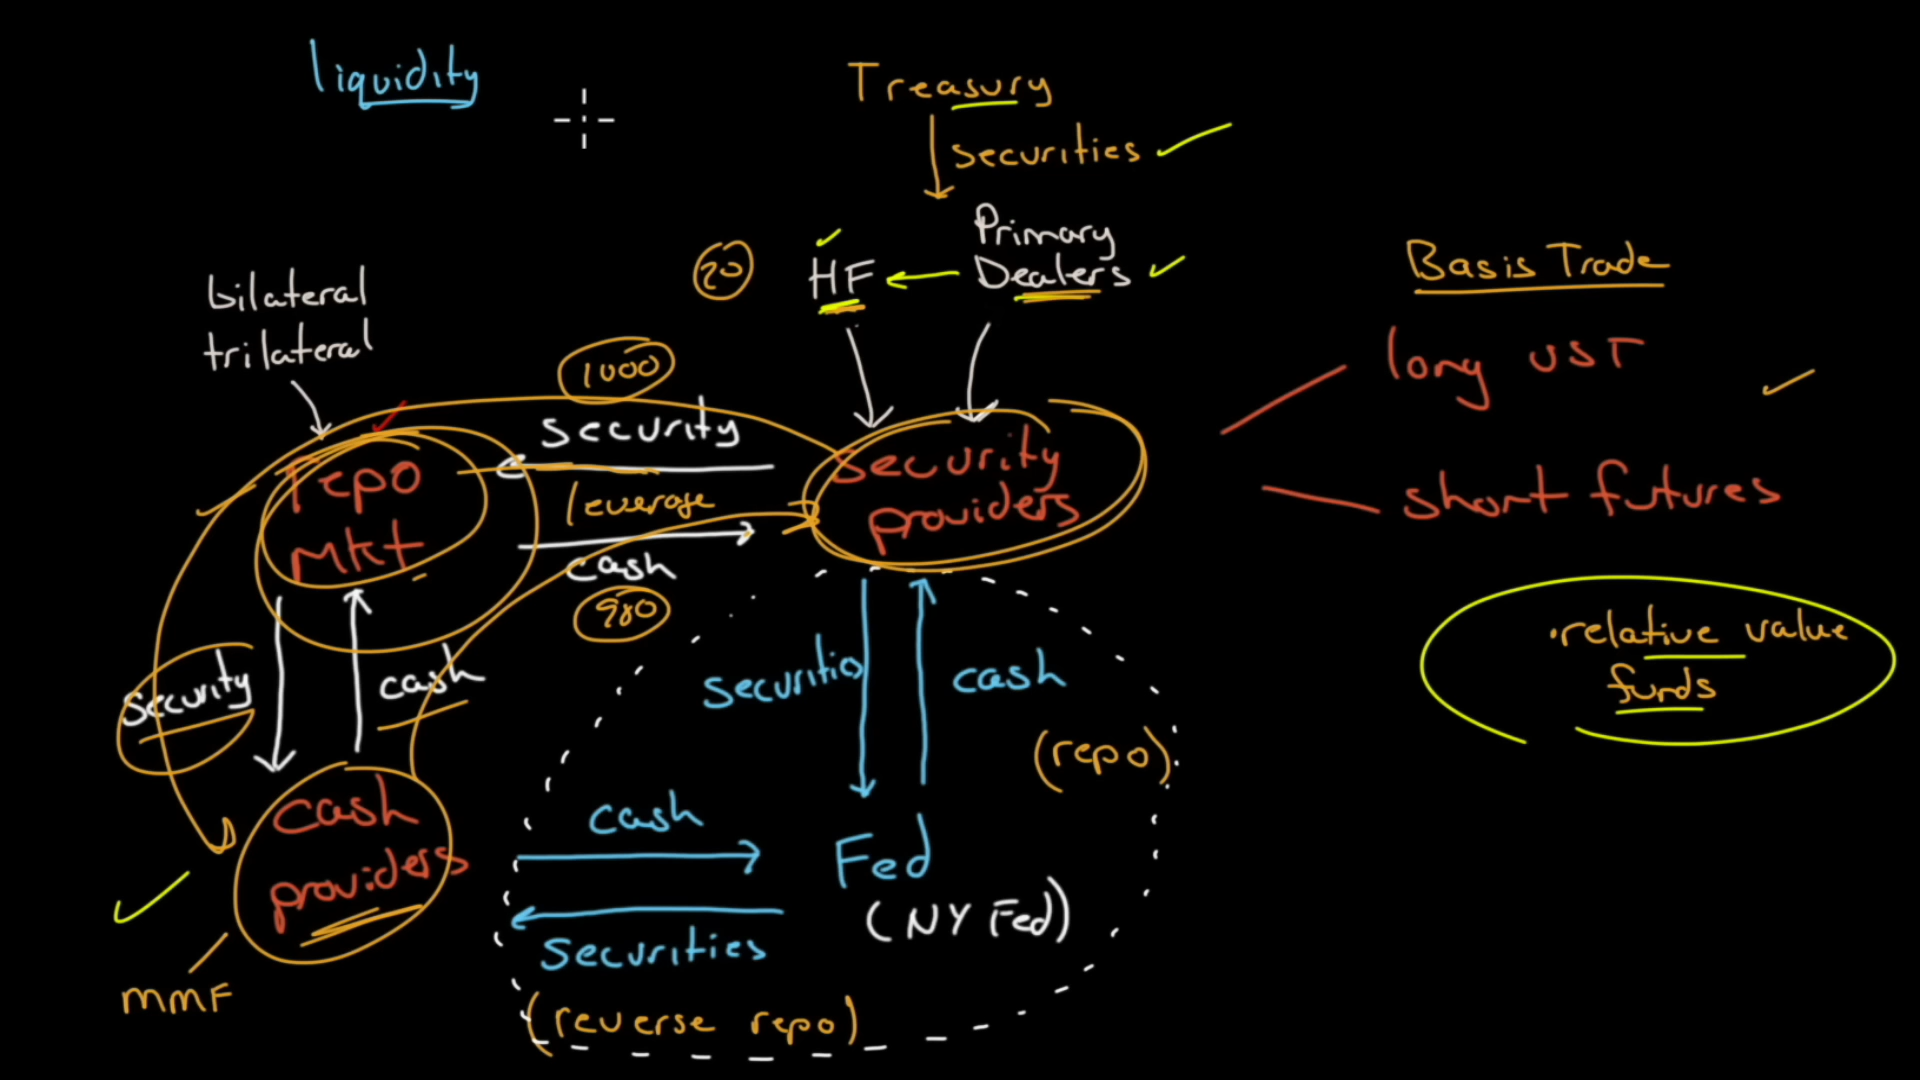 liquidity
Treasury
securities
Primary
Dealers
HF
20
bilateral
trilateral
1000
security
leverage
cash
980
repo
mkt
security
providers
Basis Trade
long UST
short futures
relative value
funds
security
cash
securities
cash
(repo)
cash
providers
mmF
cash
securities
(reverse repo)
Fed
(NY Fed)